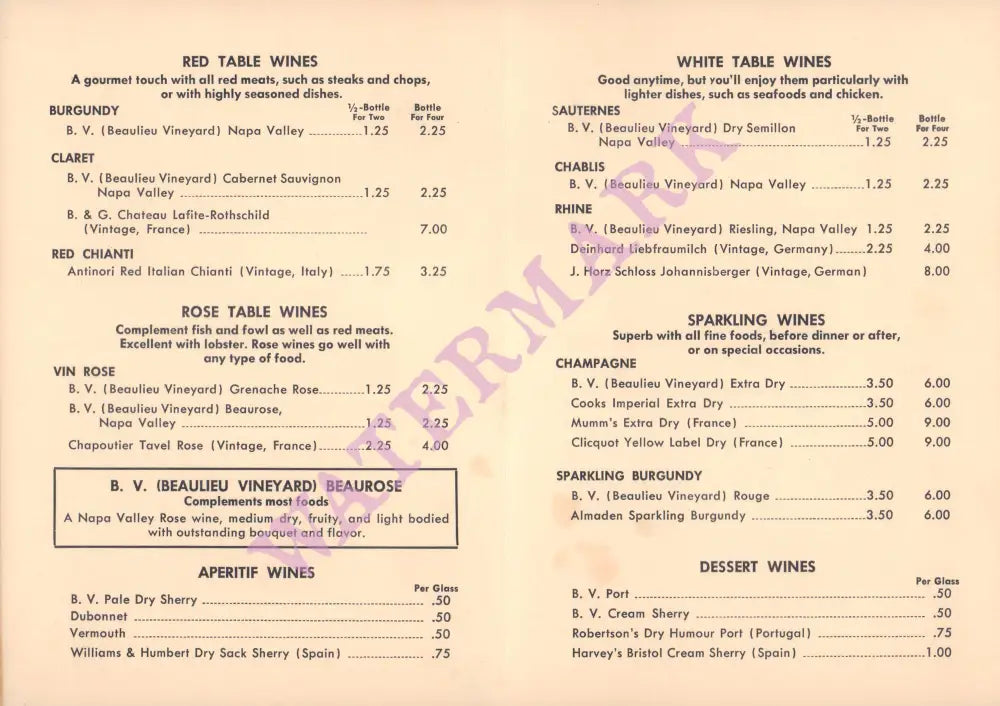 RED TABLE WINES
A gourmet touch with all red meats, such as steaks and chops,
or with highly seasoned dishes.
BURGUNDY ½-Bottle For Two Bottle For Four
B. V. (Beaulieu Vineyard) Napa Valley 1.25 2.25
CLARET
B. V. (Beaulieu Vineyard) Cabernet Sauvignon
Napa Valley 1.25 2.25
B. & G. Chateau Lafite-Rothschild
(Vintage, France) 7.00
RED CHIANTI
Antinori Red Italian Chianti (Vintage, Italy) 1.75 3.25
ROSE TABLE WINES
Complement fish and fowl as well as red meats.
Excellent with lobster. Rose wines go well with
any type of food.
VIN ROSE
B. V. (Beaulieu Vineyard) Grenache Rose 1.25 2.25
B. V. (Beaulieu Vineyard) Beaurose,
Napa Valley 1.25 2.25
Chapoutier Tavel Rose (Vintage, France) 2.25 4.00
B. V. (BEAULIEU VINEYARD) BEAUROSE
Complements most foods
A Napa Valley Rose wine, medium dry, fruity, and light bodied
with outstanding bouquet and flavor.
APERITIF WINES
Per Glass
B. V. Pale Dry Sherry .50
Dubonnet .50
Vermouth .50
Williams & Humbert Dry Sack Sherry (Spain) .75
WHITE TABLE WINES
Good anytime, but you'll enjoy them particularly with
lighter dishes, such as seafoods and chicken.
SAUTERNES ½-Bottle For Two Bottle For Four
B. V. (Beaulieu Vineyard) Dry Semillon
Napa Valley 1.25 2.25
CHABLIS
B. V. (Beaulieu Vineyard) Napa Valley 1.25 2.25
RHINE
B. V. (Beaulieu Vineyard) Riesling, Napa Valley 1.25 2.25
Deinhard Liebfraumilch (Vintage, Germany) 2.25 4.00
J. Horz Schloss Johannisberger (Vintage, German) 8.00
SPARKLING WINES
Superb with all fine foods, before dinner or after,
or on special occasions.
CHAMPAGNE
B. V. (Beaulieu Vineyard) Extra Dry 3.50 6.00
Cooks Imperial Extra Dry 3.50 6.00
Mumm's Extra Dry (France) 5.00 9.00
Clicquot Yellow Label Dry (France) 5.00 9.00
SPARKLING BURGUNDY
B. V. (Beaulieu Vineyard) Rouge 3.50 6.00
Almaden Sparkling Burgundy 3.50 6.00
DESSERT WINES
Per Glass
B. V. Port .50
B. V. Cream Sherry .50
Robertson's Dry Humour Port (Portugal) .75
Harvey's Bristol Cream Sherry (Spain) 1.00
WATERMARK